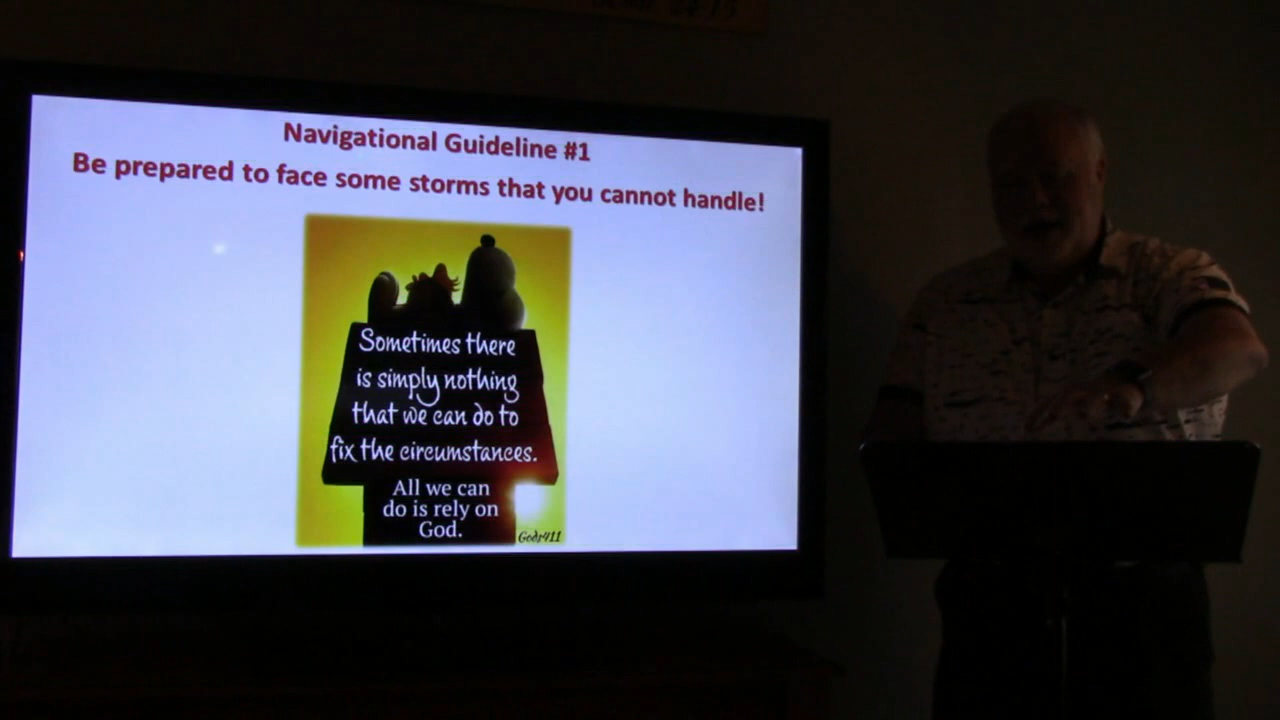 Navigational Guideline #1
Be prepared to face some storms that you cannot handle!
Sometimes there
is simply nothing
that we can do to
fix the circumstances.
All we can
do is rely on
God.
Gods411